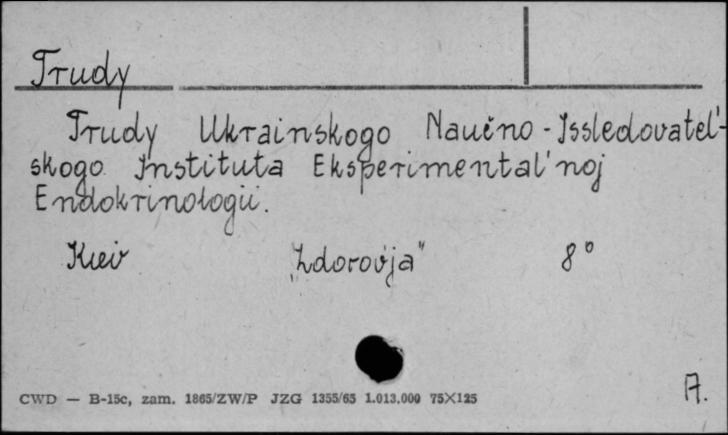 Trudy
Trudy Ukrainskogo Naučno-Issledovatel'-
skogo Instituta Eksperimental'noj
Endokrinologii.
Kiev „Zdorov'ja" 8°
A.
CWD — B-15c, zam. 1865/ZW/P JZG 1355/65 1.013.000 75X125